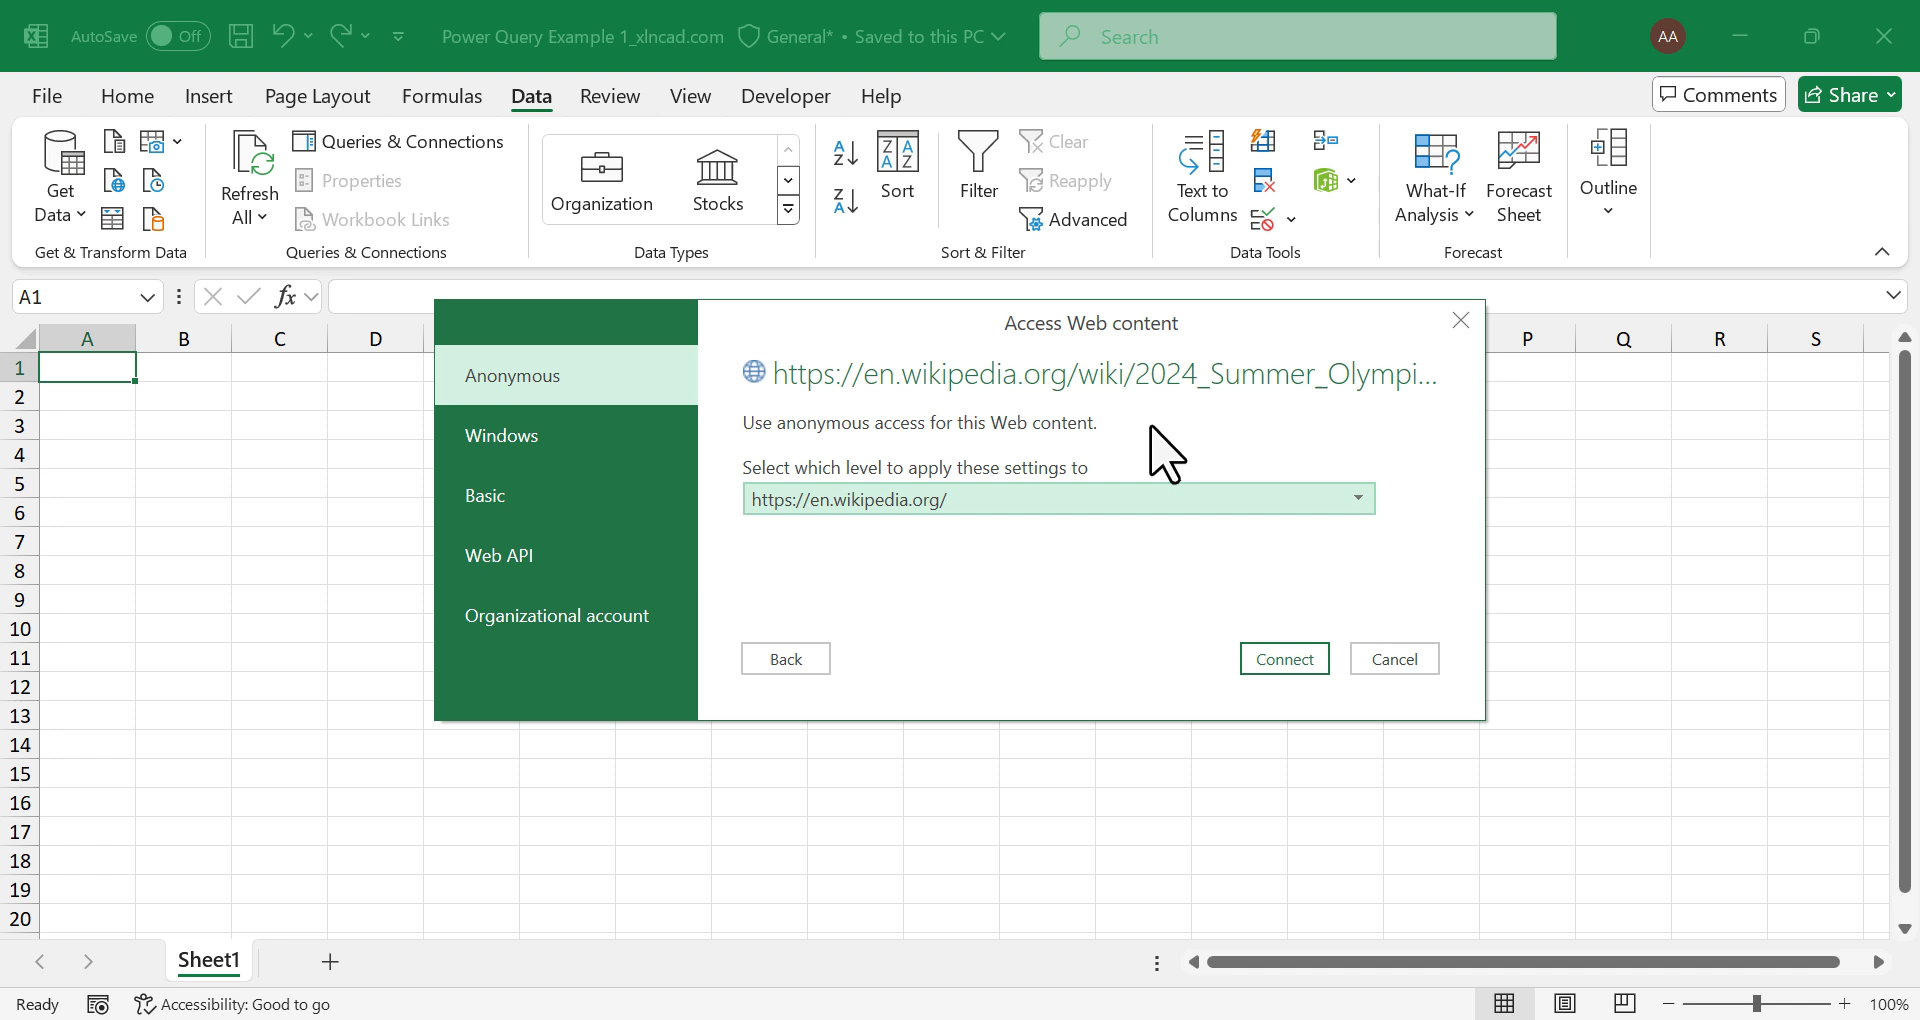 AutoSave Off Power Query Example 1_xlncad.com General* • Saved to this PC Search AA
File Home Insert Page Layout Formulas Data Review View Developer Help Comments Share
Get Data
Get & Transform Data
Refresh All
Queries & Connections
Properties
Workbook Links
Queries & Connections
Organization Stocks
Data Types
Sort
Filter
Clear
Reapply
Advanced
Sort & Filter
Text to Columns
Data Tools
What-If Analysis
Forecast Sheet
Forecast
Outline
A1 fx
A B C D P Q R S
1
2
3
4
5
6
7
8
9
10
11
12
13
14
15
16
17
18
19
20
Access Web content
Anonymous
Windows
Basic
Web API
Organizational account
https://en.wikipedia.org/wiki/2024_Summer_Olympi...
Use anonymous access for this Web content.
Select which level to apply these settings to
https://en.wikipedia.org/
Back Connect Cancel
Sheet1
Ready Accessibility: Good to go 100%